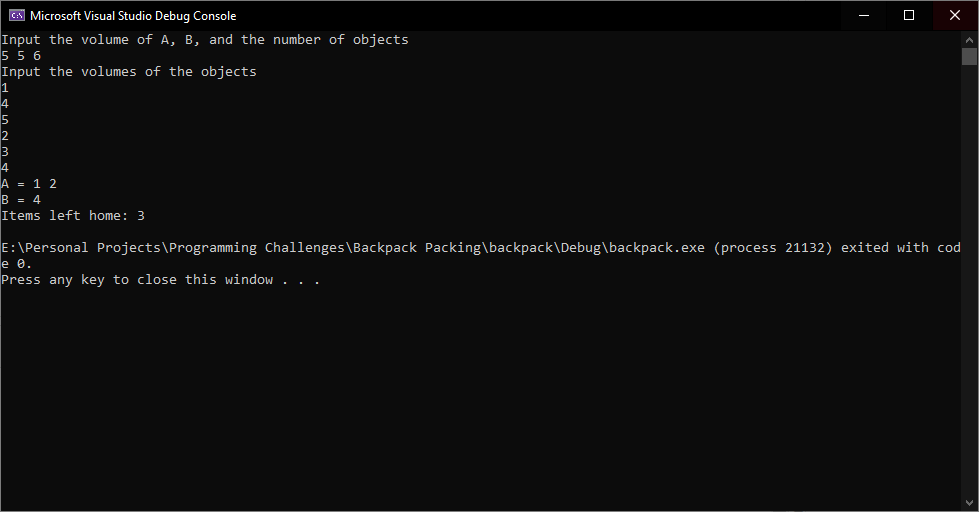 Microsoft Visual Studio Debug Console
Input the volume of A, B, and the number of objects
5 5 6
Input the volumes of the objects
1
4
5
2
3
4
A = 1 2
B = 4
Items left home: 3
E:\Personal Projects\Programming Challenges\Backpack Packing\backpack\Debug\backpack.exe (process 21132) exited with cod
e 0.
Press any key to close this window . . .